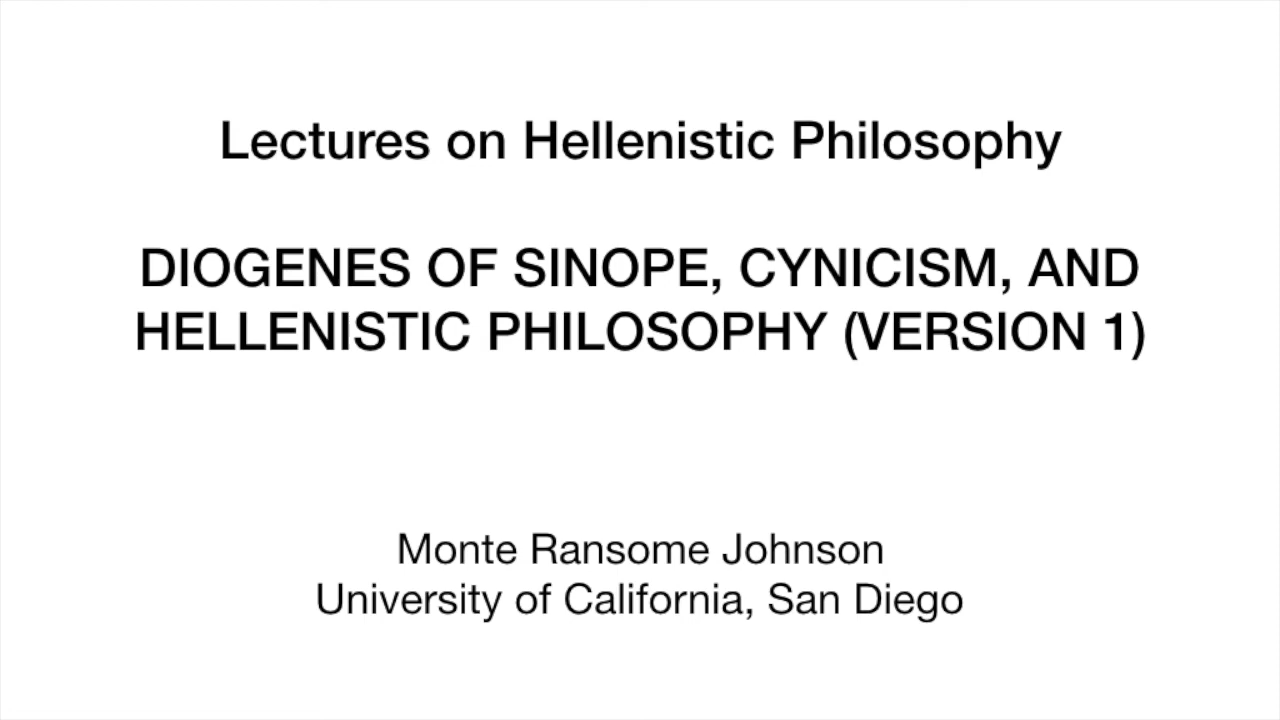 Lectures on Hellenistic Philosophy
DIOGENES OF SINOPE, CYNICISM, AND
HELLENISTIC PHILOSOPHY (VERSION 1)
Monte Ransome Johnson
University of California, San Diego